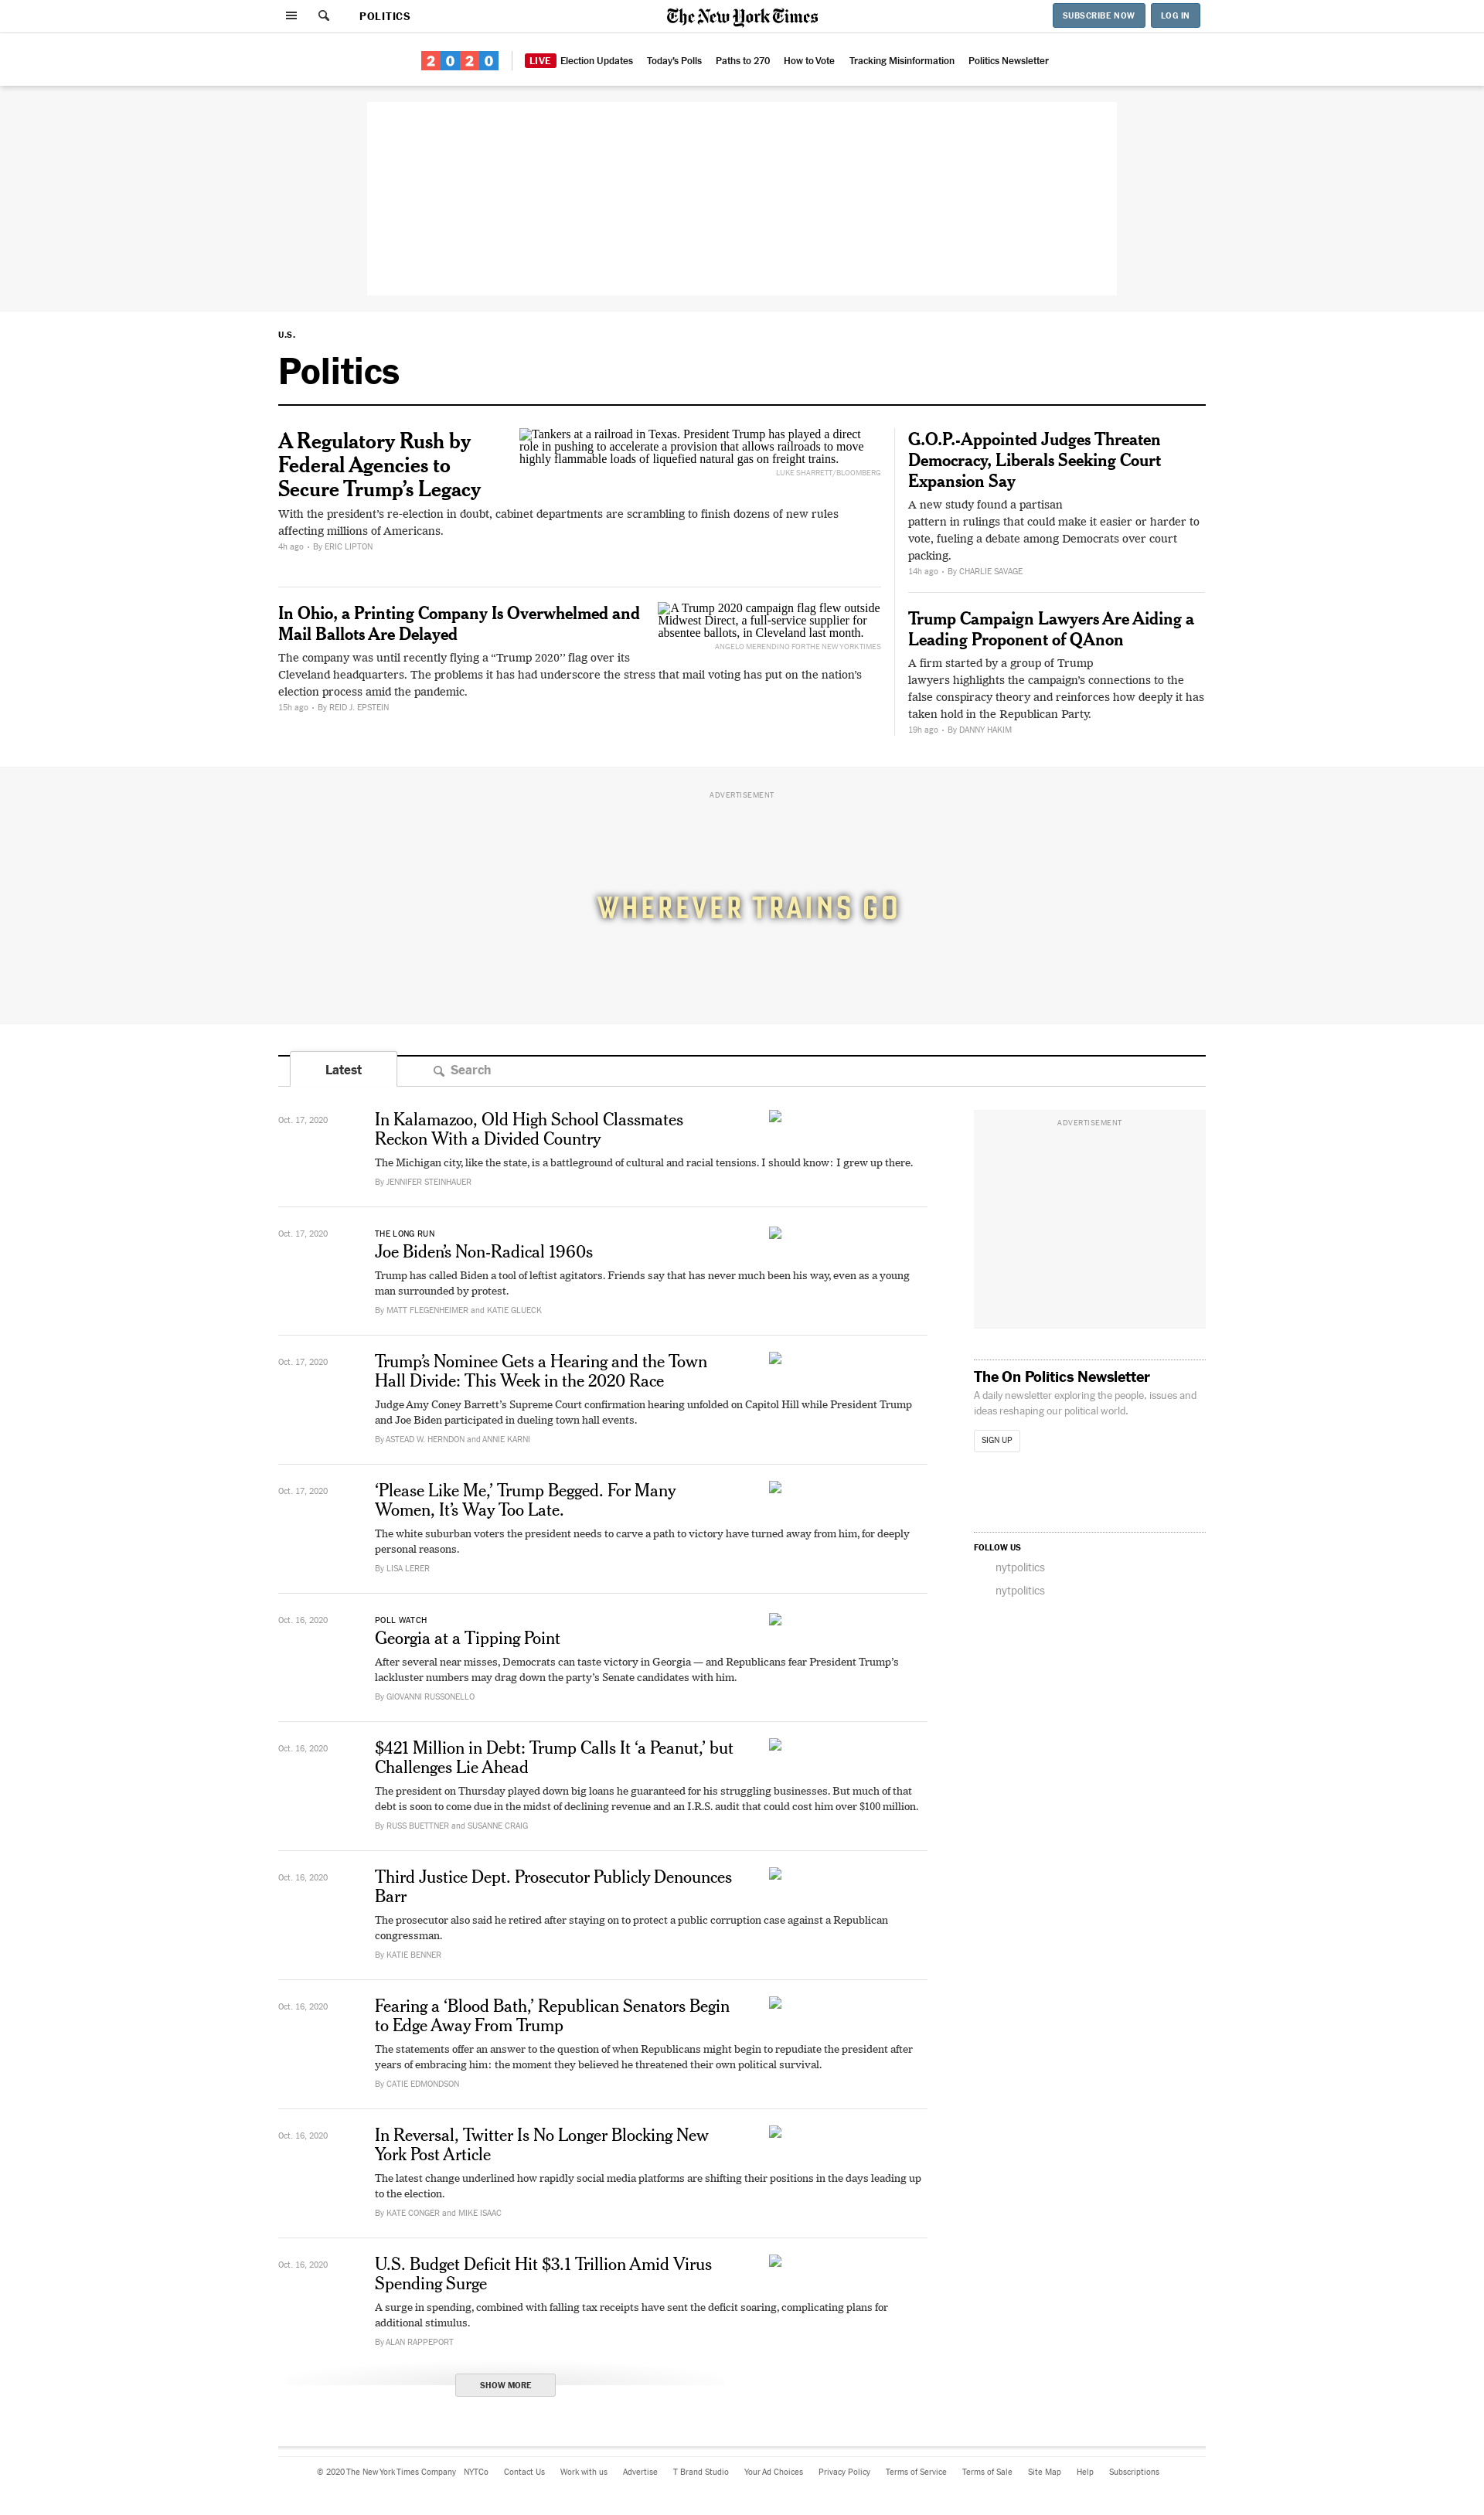 POLITICS
The New York Times
SUBSCRIBE NOW
LOG IN
2020
LIVE Election Updates
Today's Polls
Paths to 270
How to Vote
Tracking Misinformation
Politics Newsletter
U.S.
Politics
A Regulatory Rush by
Federal Agencies to
Secure Trump’s Legacy
Tankers at a railroad in Texas. President Trump has played a direct
role in pushing to accelerate a provision that allows railroads to move
highly flammable loads of liquefied natural gas on freight trains.
LUKE SHARRETT/BLOOMBERG
With the president’s re-election in doubt, cabinet departments are scrambling to finish dozens of new rules
affecting millions of Americans.
4h ago • By ERIC LIPTON
In Ohio, a Printing Company Is Overwhelmed and
Mail Ballots Are Delayed
A Trump 2020 campaign flag flew outside
Midwest Direct, a full-service supplier for
absentee ballots, in Cleveland last month.
ANGELO MERENDINO FOR THE NEW YORK TIMES
The company was until recently flying a “Trump 2020” flag over its
Cleveland headquarters. The problems it has had underscore the stress that mail voting has put on the nation’s
election process amid the pandemic.
15h ago • By REID J. EPSTEIN
G.O.P.-Appointed Judges Threaten
Democracy, Liberals Seeking Court
Expansion Say
A new study found a partisan
pattern in rulings that could make it easier or harder to
vote, fueling a debate among Democrats over court
packing.
14h ago • By CHARLIE SAVAGE
Trump Campaign Lawyers Are Aiding a
Leading Proponent of QAnon
A firm started by a group of Trump
lawyers highlights the campaign’s connections to the
false conspiracy theory and reinforces how deeply it has
taken hold in the Republican Party.
19h ago • By DANNY HAKIM
ADVERTISEMENT
WHEREVER TRAINS GO
Latest
Search
Oct. 17, 2020
In Kalamazoo, Old High School Classmates
Reckon With a Divided Country
The Michigan city, like the state, is a battleground of cultural and racial tensions. I should know: I grew up there.
By JENNIFER STEINHAUER
Oct. 17, 2020
THE LONG RUN
Joe Biden’s Non-Radical 1960s
Trump has called Biden a tool of leftist agitators. Friends say that has never much been his way, even as a young
man surrounded by protest.
By MATT FLEGENHEIMER and KATIE GLUECK
Oct. 17, 2020
Trump’s Nominee Gets a Hearing and the Town
Hall Divide: This Week in the 2020 Race
Judge Amy Coney Barrett’s Supreme Court confirmation hearing unfolded on Capitol Hill while President Trump
and Joe Biden participated in dueling town hall events.
By ASTEAD W. HERNDON and ANNIE KARNI
Oct. 17, 2020
‘Please Like Me,’ Trump Begged. For Many
Women, It’s Way Too Late.
The white suburban voters the president needs to carve a path to victory have turned away from him, for deeply
personal reasons.
By LISA LERER
Oct. 16, 2020
POLL WATCH
Georgia at a Tipping Point
After several near misses, Democrats can taste victory in Georgia — and Republicans fear President Trump’s
lackluster numbers may drag down the party’s Senate candidates with him.
By GIOVANNI RUSSONELLO
Oct. 16, 2020
$421 Million in Debt: Trump Calls It ‘a Peanut,’ but
Challenges Lie Ahead
The president on Thursday played down big loans he guaranteed for his struggling businesses. But much of that
debt is soon to come due in the midst of declining revenue and an I.R.S. audit that could cost him over $100 million.
By RUSS BUETTNER and SUSANNE CRAIG
Oct. 16, 2020
Third Justice Dept. Prosecutor Publicly Denounces
Barr
The prosecutor also said he retired after staying on to protect a public corruption case against a Republican
congressman.
By KATIE BENNER
Oct. 16, 2020
Fearing a ‘Blood Bath,’ Republican Senators Begin
to Edge Away From Trump
The statements offer an answer to the question of when Republicans might begin to repudiate the president after
years of embracing him: the moment they believed he threatened their own political survival.
By CATIE EDMONDSON
Oct. 16, 2020
In Reversal, Twitter Is No Longer Blocking New
York Post Article
The latest change underlined how rapidly social media platforms are shifting their positions in the days leading up
to the election.
By KATE CONGER and MIKE ISAAC
Oct. 16, 2020
U.S. Budget Deficit Hit $3.1 Trillion Amid Virus
Spending Surge
A surge in spending, combined with falling tax receipts have sent the deficit soaring, complicating plans for
additional stimulus.
By ALAN RAPPEPORT
SHOW MORE
ADVERTISEMENT
The On Politics Newsletter
A daily newsletter exploring the people, issues and
ideas reshaping our political world.
SIGN UP
FOLLOW US
nytpolitics
nytpolitics
© 2020 The New York Times Company
NYTCo
Contact Us
Work with us
Advertise
T Brand Studio
Your Ad Choices
Privacy Policy
Terms of Service
Terms of Sale
Site Map
Help
Subscriptions